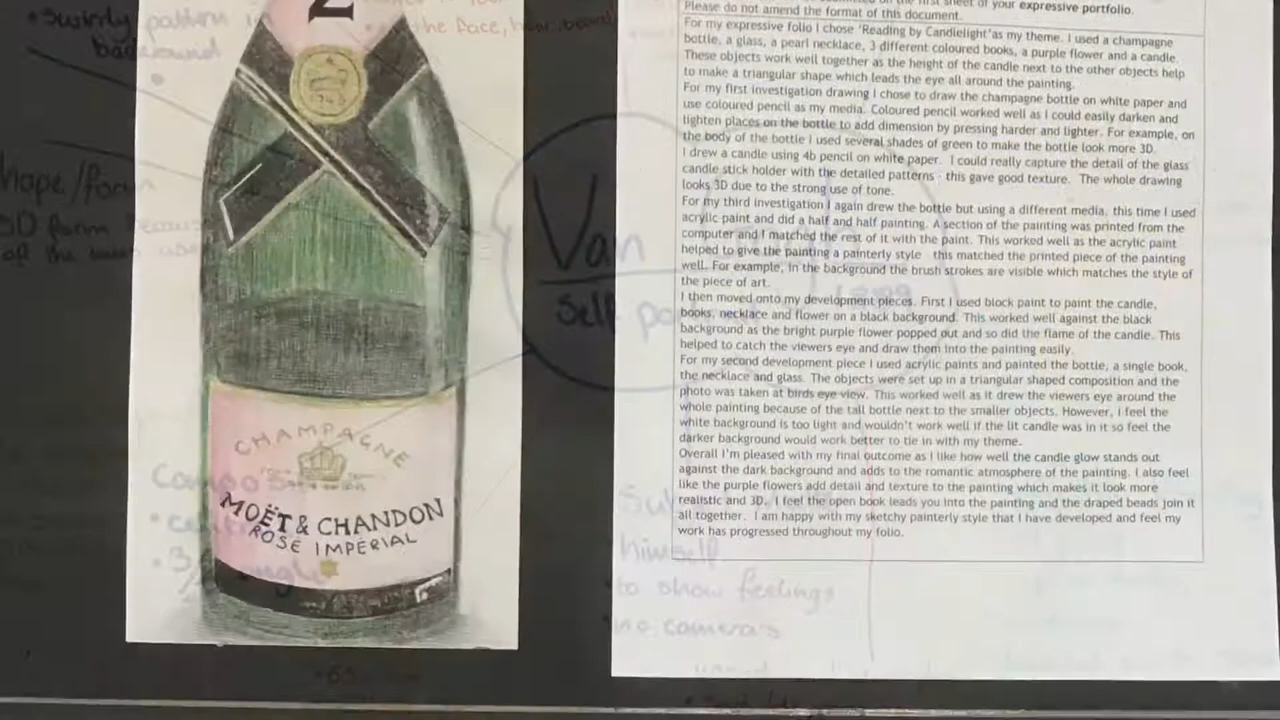 Swirly pattern in
background
the face, hair, beard
2
1743
Shape/form
3D form
of the
Van
Self
CHAMPAGNE
MOËT & CHANDON
ROSÉ IMPÉRIAL
himself
to show feelings
no camera's
Please do not amend the format of this document.
For my expressive folio I chose 'Reading by Candlelight'as my theme. I used a champagne
bottle, a glass, a pearl necklace, 3 different coloured books, a purple flower and a candle.
These objects work well together as the height of the candle next to the other objects help
to make a triangular shape which leads the eye all around the painting.
For my first investigation drawing I chose to draw the champagne bottle on white paper and
use coloured pencil as my media. Coloured pencil worked well as I could easily darken and
lighten places on the bottle to add dimension by pressing harder and lighter. For example, on
the body of the bottle I used several shades of green to make the bottle look more 3D.
I drew a candle using 4b pencil on white paper. I could really capture the detail of the glass
candle stick holder with the detailed patterns - this gave good texture. The whole drawing
looks 3D due to the strong use of tone.
For my third investigation I again drew the bottle but using a different media, this time I used
acrylic paint and did a half and half painting. A section of the painting was printed from the
computer and I matched the rest of it with the paint. This worked well as the acrylic paint
helped to give the painting a painterly style - this matched the printed piece of the painting
well. For example, in the background the brush strokes are visible which matches the style of
the piece of art.
I then moved onto my development pieces. First I used block paint to paint the candle,
books, necklace and flower on a black background. This worked well against the black
background as the bright purple flower popped out and so did the flame of the candle. This
helped to catch the viewers eye and draw them into the painting easily.
For my second development piece I used acrylic paints and painted the bottle, a single book,
the necklace and glass. The objects were set up in a triangular shaped composition and the
photo was taken at birds eye view. This worked well as it drew the viewers eye around the
whole painting because of the tall bottle next to the smaller objects. However, I feel the
white background is too light and wouldn't work well if the lit candle was in it so feel the
darker background would work better to tie in with my theme.
Overall I'm pleased with my final outcome as I like how well the candle glow stands out
against the dark background and adds to the romantic atmosphere of the painting. I also feel
like the purple flowers add detail and texture to the painting which makes it look more
realistic and 3D. I feel the open book leads you into the painting and the draped beads join it
all together. I am happy with my sketchy painterly style that I have developed and feel my
work has progressed throughout my folio.